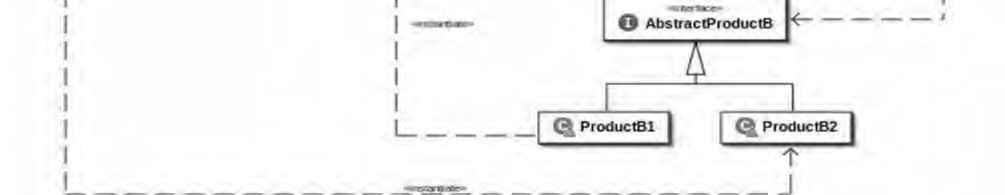 «interface»
AbstractProductB
«instantiate»
ProductB1
ProductB2
«instantiate»